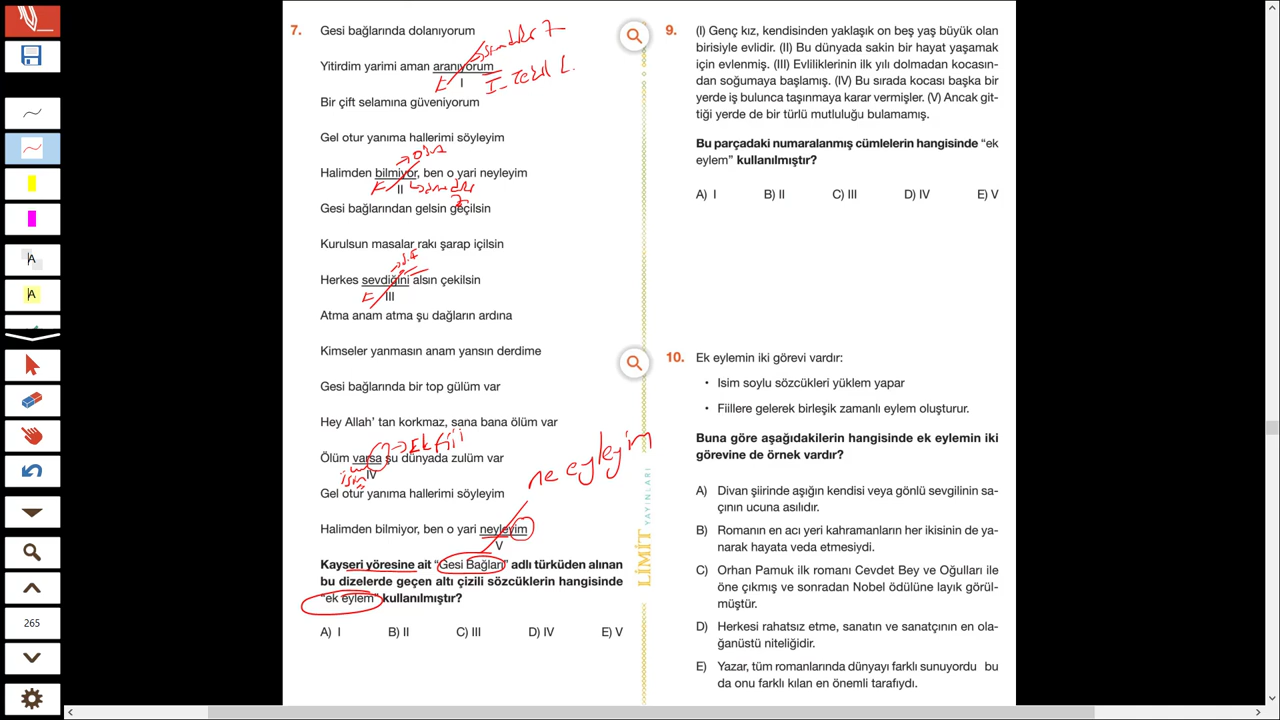 7.
Gesi bağlarında dolanıyorum
Yitirdim yarimi aman aranıyorum
I
Bir çift selamına güveniyorum
Gel otur yanıma hallerimi söyleyim
Halimden bilmiyor, ben o yari neyleyim
II
Gesi bağlarından gelsin geçilsin
Kurulsun masalar rakı şarap içilsin
Herkes sevdiğini alsın çekilsin
III
Atma anam atma şu dağların ardına
Kimseler yanmasın anam yansın derdime
Gesi bağlarında bir top gülüm var
Hey Allah' tan korkmaz, sana bana ölüm var
Ek fiil
Ölüm varsa şu dünyada zulüm var
isim
IV
ne eyleyim
Gel otur yanıma hallerimi söyleyim
Halimden bilmiyor, ben o yari neyleyim
V
Kayseri yöresine ait "Gesi Bağları" adlı türküden alınan
bu dizelerde geçen altı çizili sözcüklerin hangisinde
"ek eylem" kullanılmıştır?
A) I B) II C) III D) IV E) V
LİMİT YAYINLARI
9.
(I) Genç kız, kendisinden yaklaşık on beş yaş büyük olan
birisiyle evlidir. (II) Bu dünyada sakin bir hayat yaşamak
için evlenmiş. (III) Evliliklerinin ilk yılı dolmadan kocasın-
dan soğumaya başlamış. (IV) Bu sırada kocası başka bir
yerde iş bulunca taşınmaya karar vermişler. (V) Ancak git-
tiği yerde de bir türlü mutluluğu bulamamış.
Bu parçadaki numaralanmış cümlelerin hangisinde "ek
eylem" kullanılmıştır?
A) I B) II C) III D) IV E) V
10.
Ek eylemin iki görevi vardır:
• Isim soylu sözcükleri yüklem yapar
• Fiillere gelerek birleşik zamanlı eylem oluşturur.
Buna göre aşağıdakilerin hangisinde ek eylemin iki
görevine de örnek vardır?
A) Divan şiirinde aşığın kendisi veya gönlü sevgilinin sa-
çının ucuna asılıdır.
B) Romanın en acı yeri kahramanların her ikisinin de ya-
narak hayata veda etmesiydi.
C) Orhan Pamuk ilk romanı Cevdet Bey ve Oğulları ile
öne çıkmış ve sonradan Nobel ödülüne layık görül-
müştür.
D) Herkesi rahatsız etme, sanatın ve sanatçının en ola-
ğanüstü niteliğidir.
E) Yazar, tüm romanlarında dünyayı farklı sunuyordu bu
da onu farklı kılan en önemli tarafıydı.
A
A
265